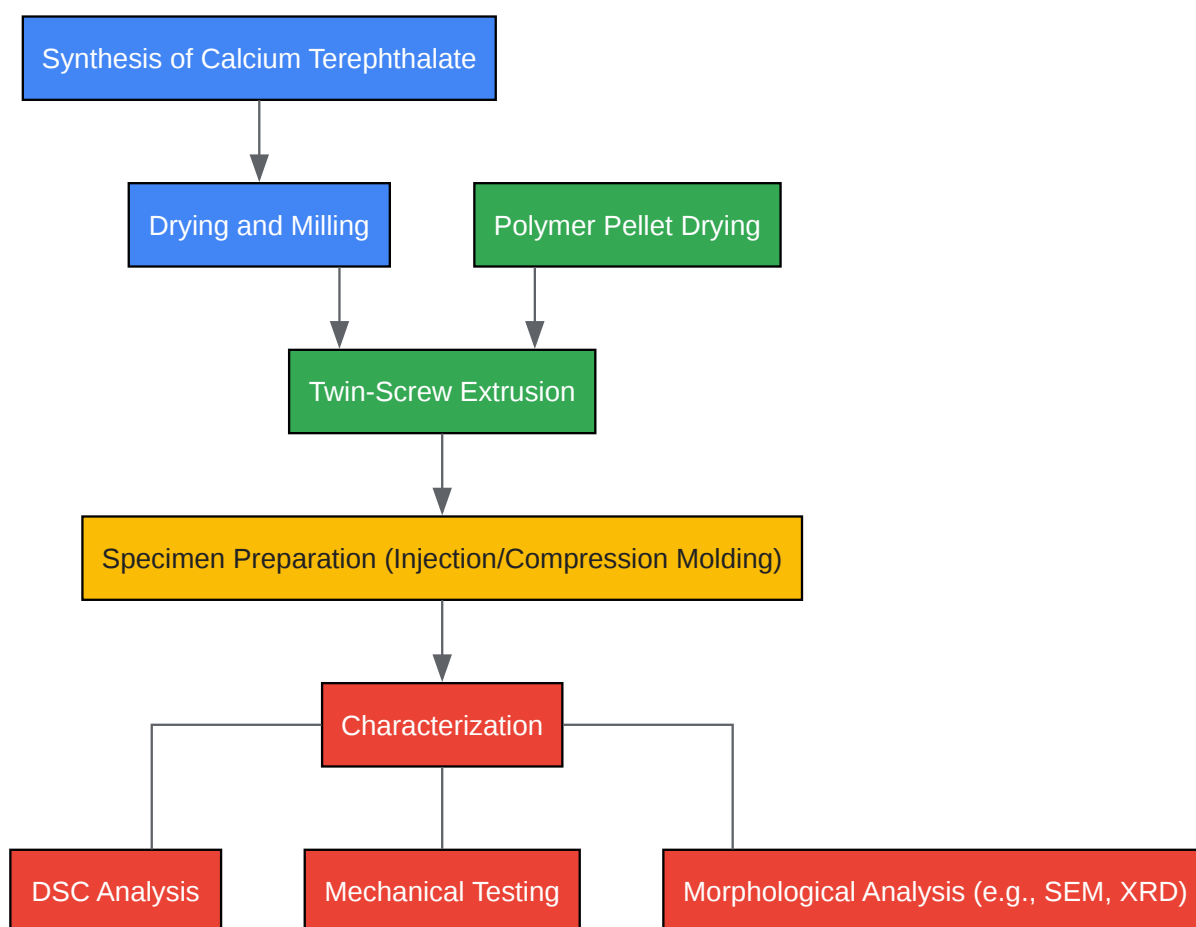 Synthesis of Calcium Terephthalate
Drying and Milling
Polymer Pellet Drying
Twin-Screw Extrusion
Specimen Preparation (Injection/Compression Molding)
Characterization
DSC Analysis
Mechanical Testing
Morphological Analysis (e.g., SEM, XRD)